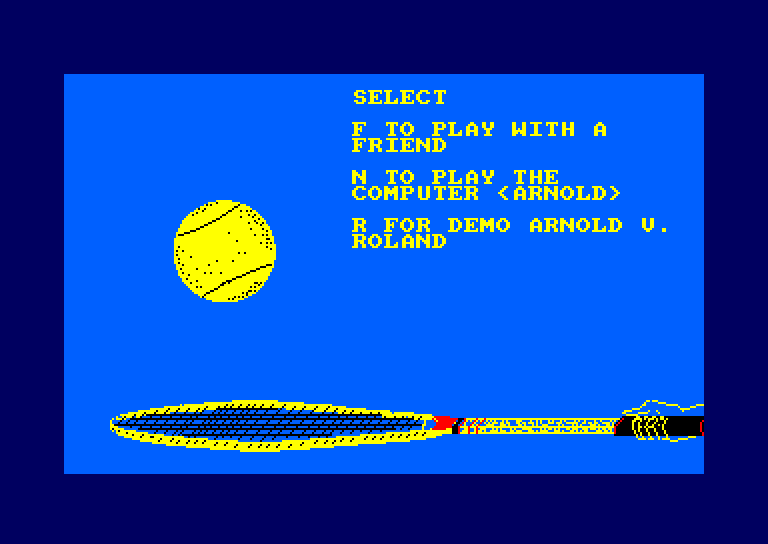 SELECT
F TO PLAY WITH A
FRIEND
N TO PLAY THE
COMPUTER <ARNOLD>
R FOR DEMO ARNOLD V.
ROLAND